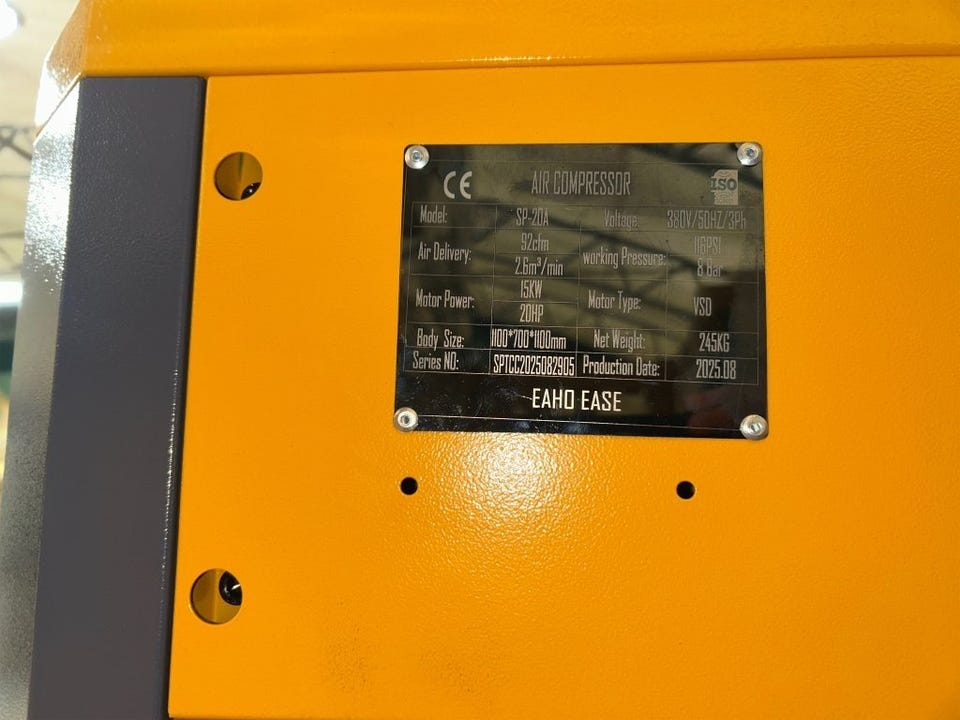 CE AIR COMPRESSOR ISO
Model: SP-20A Voltage: 380V/50HZ/3Ph
Air Delivery: 92cfm working Pressure: 116PSI
2.6m³/min 8 Bar
Motor Power: 15KW Motor Type: VSD
20HP
Body Size: 1100*700*1100mm Net Weight: 245KG
Series NO: SPTCC2025082905 Production Date: 2025.08
EAHO EASE